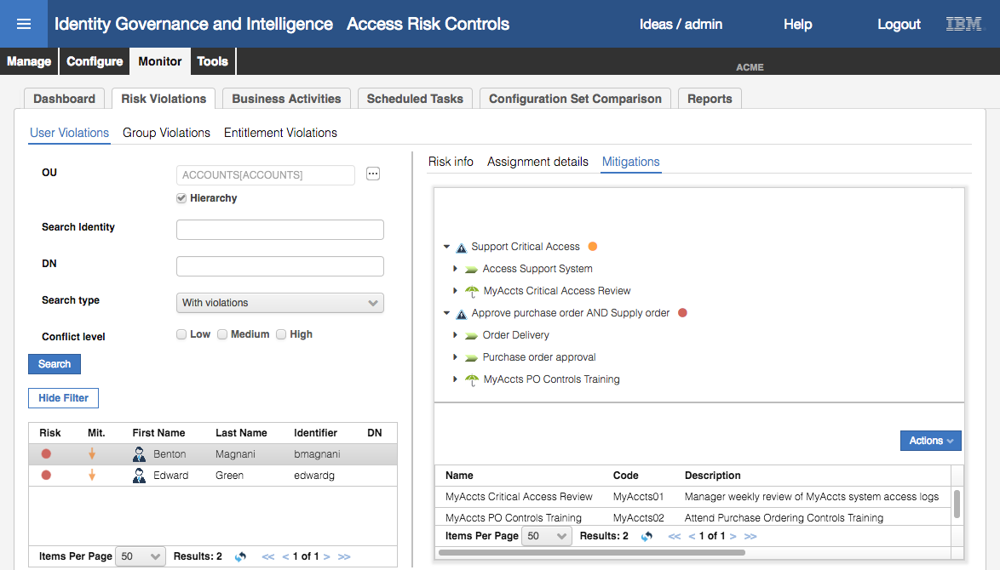 Identity Governance and Intelligence Access Risk Controls Ideas / admin Help Logout IBM
Manage Configure Monitor Tools ACME
Dashboard Risk Violations Business Activities Scheduled Tasks Configuration Set Comparison Reports
User Violations Group Violations Entitlement Violations
OU ACCOUNTS[ACCOUNTS] ...
Hierarchy
Search Identity
DN
Search type With violations
Conflict level Low Medium High
Search
Hide Filter
Risk Mit. First Name Last Name Identifier DN
Benton Magnani bmagnani
Edward Green edwardg
Items Per Page 50 Results: 2 << < 1 of 1 > >>
Risk info Assignment details Mitigations
Support Critical Access
Access Support System
MyAccts Critical Access Review
Approve purchase order AND Supply order
Order Delivery
Purchase order approval
MyAccts PO Controls Training
Actions
Name Code Description
MyAccts Critical Access Review MyAccts01 Manager weekly review of MyAccts system access logs
MyAccts PO Controls Training MyAccts02 Attend Purchase Ordering Controls Training
Items Per Page 50 Results: 2 << < 1 of 1 > >>